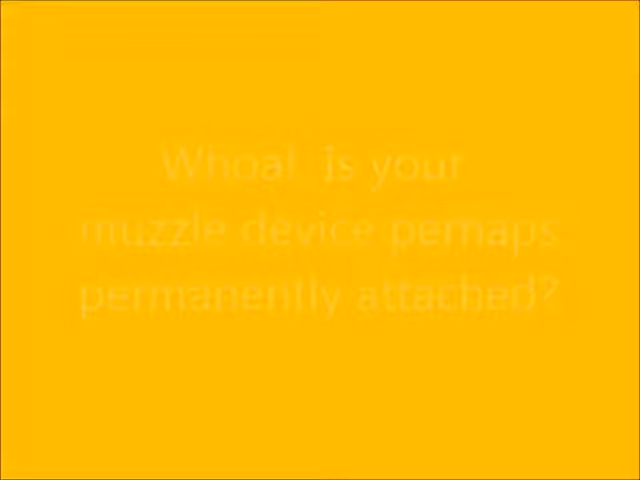 Whoa!  Is your
muzzle device perhaps
permanently attached?